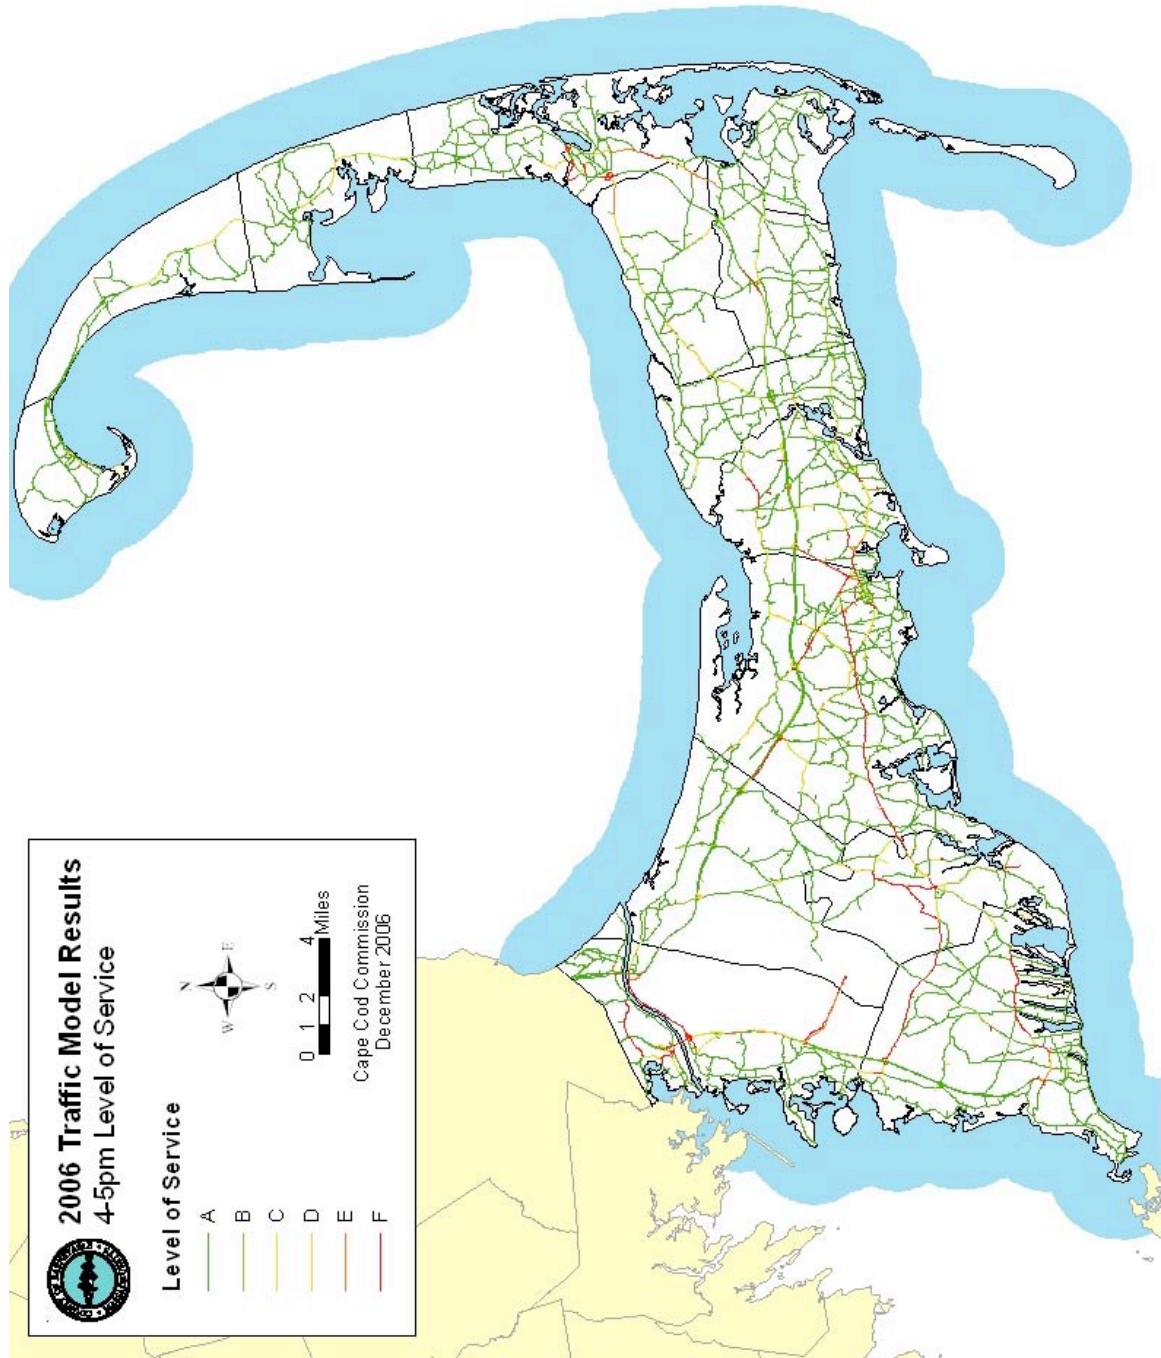 2006 Traffic Model Results
4-5pm Level of Service
N
W
E
S
0 1 2 4
Miles
Cape Cod Commission
December 2006
Level of Service
A
B
C
D
E
F